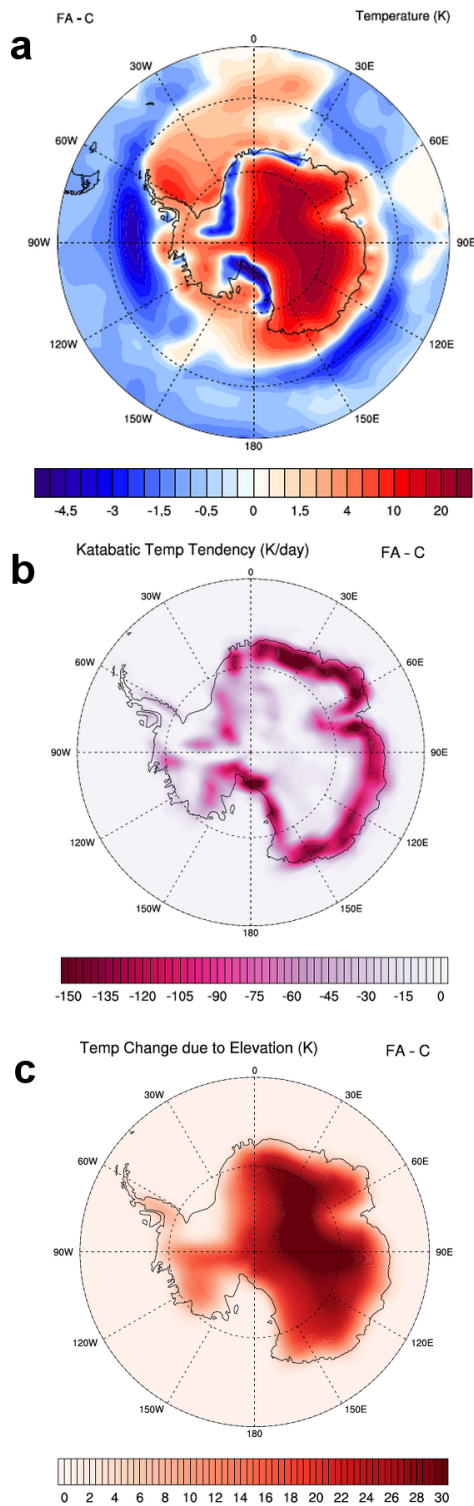 FA - C Temperature (K)
a
0
30W 30E
60W 60E
90W 90E
120W 120E
150W 150E
180
-4,5 -3 -1,5 -0,5 0 1,5 4 10 20
b
Katabatic Temp Tendency (K/day) FA - C
0
30W 30E
60W 60E
90W 90E
120W 120E
150W 150E
180
-150 -135 -120 -105 -90 -75 -60 -45 -30 -15 0
Temp Change due to Elevation (K) FA - C
c
0
30W 30E
60W 60E
90W 90E
120W 120E
150W 150E
180
0 2 4 6 8 10 12 14 16 18 20 22 24 26 28 30